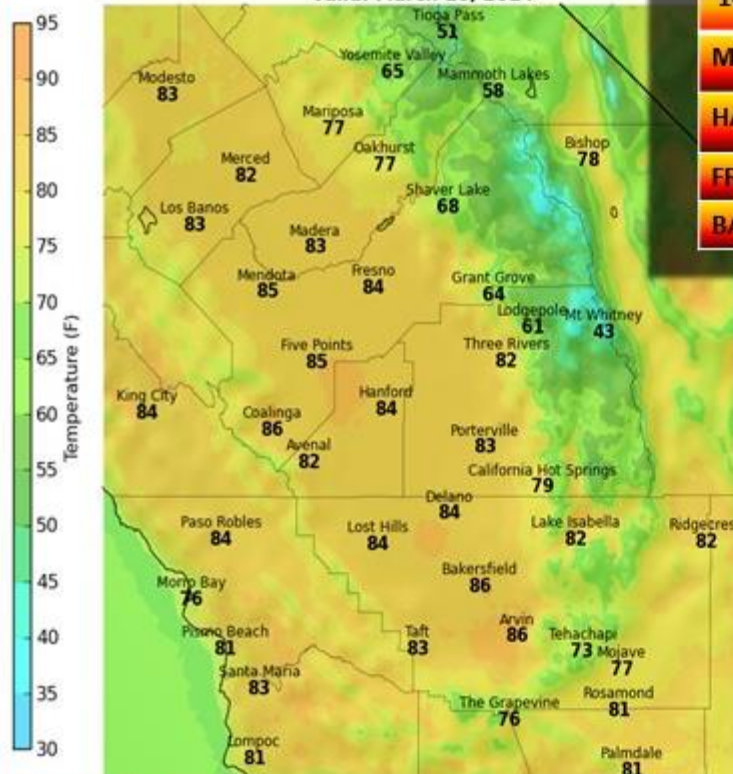 Tioga Pass
51
Yosemite Valley
65
Mammoth Lakes
58
Modesto
83
Mariposa
77
Oakhurst
77
Bishop
78
Merced
82
Shaver Lake
68
Los Banos
83
Madera
83
Mendota
85
Fresno
84
Grant Grove
64
Lodgepole
61
Mt Whitney
43
Five Points
85
Three Rivers
82
King City
84
Hanford
84
Coalinga
86
Avenal
82
Porterville
83
California Hot Springs
79
Delano
84
Paso Robles
84
Lost Hills
84
Lake Isabella
82
Ridgecres
82
Bakersfield
86
Morro Bay
76
Pismo Beach
81
Taft
83
Arvin
86
Tehachapi
73
Mojave
77
Santa Maria
83
The Grapevine
76
Rosamond
81
Lompoc
81
Palmdale
81
95
90
85
80
75
70
65
60
55
50
45
40
35
30
Temperature (F)
M
HA
FR
BA